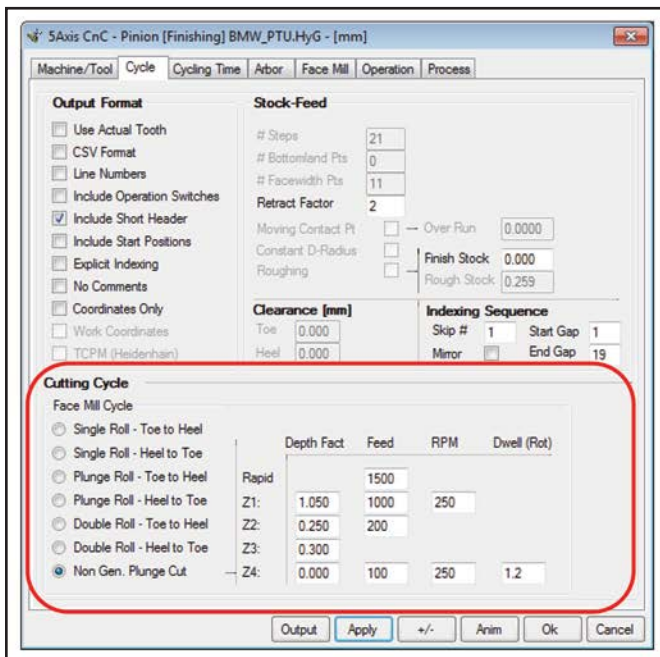 5Axis CnC - Pinion [Finishing] BMW_PTU.HyG - [mm]
Machine/Tool Cycle Cycling Time Arbor Face Mill Operation Process
Output Format
Use Actual Tooth
CSV Format
Line Numbers
Include Operation Switches
Include Short Header
Include Start Positions
Explicit Indexing
No Comments
Coordinates Only
Work Coordinates
TCPM (Heidenhain)
Stock-Feed
# Steps 21
# Bottomland Pts 0
# Facewidth Pts 11
Retract Factor 2
Moving Contact Pt Over Run 0.0000
Constant D-Radius
Finish Stock 0.000
Roughing
Rough Stock 0.259
Clearance [mm]
Toe 0.000
Heel 0.000
Indexing Sequence
Skip # 1 Start Gap 1
Mirror End Gap 19
Cutting Cycle
Face Mill Cycle
Single Roll - Toe to Heel
Single Roll - Heel to Toe
Plunge Roll - Toe to Heel
Plunge Roll - Heel to Toe
Double Roll - Toe to Heel
Double Roll - Heel to Toe
Non Gen. Plunge Cut
Depth Fact Feed RPM Dwell (Rot)
Rapid 1500
Z1: 1.050 1000 250
Z2: 0.250 200
Z3: 0.300
Z4: 0.000 100 250 1.2
Output Apply +/- Anim Ok Cancel